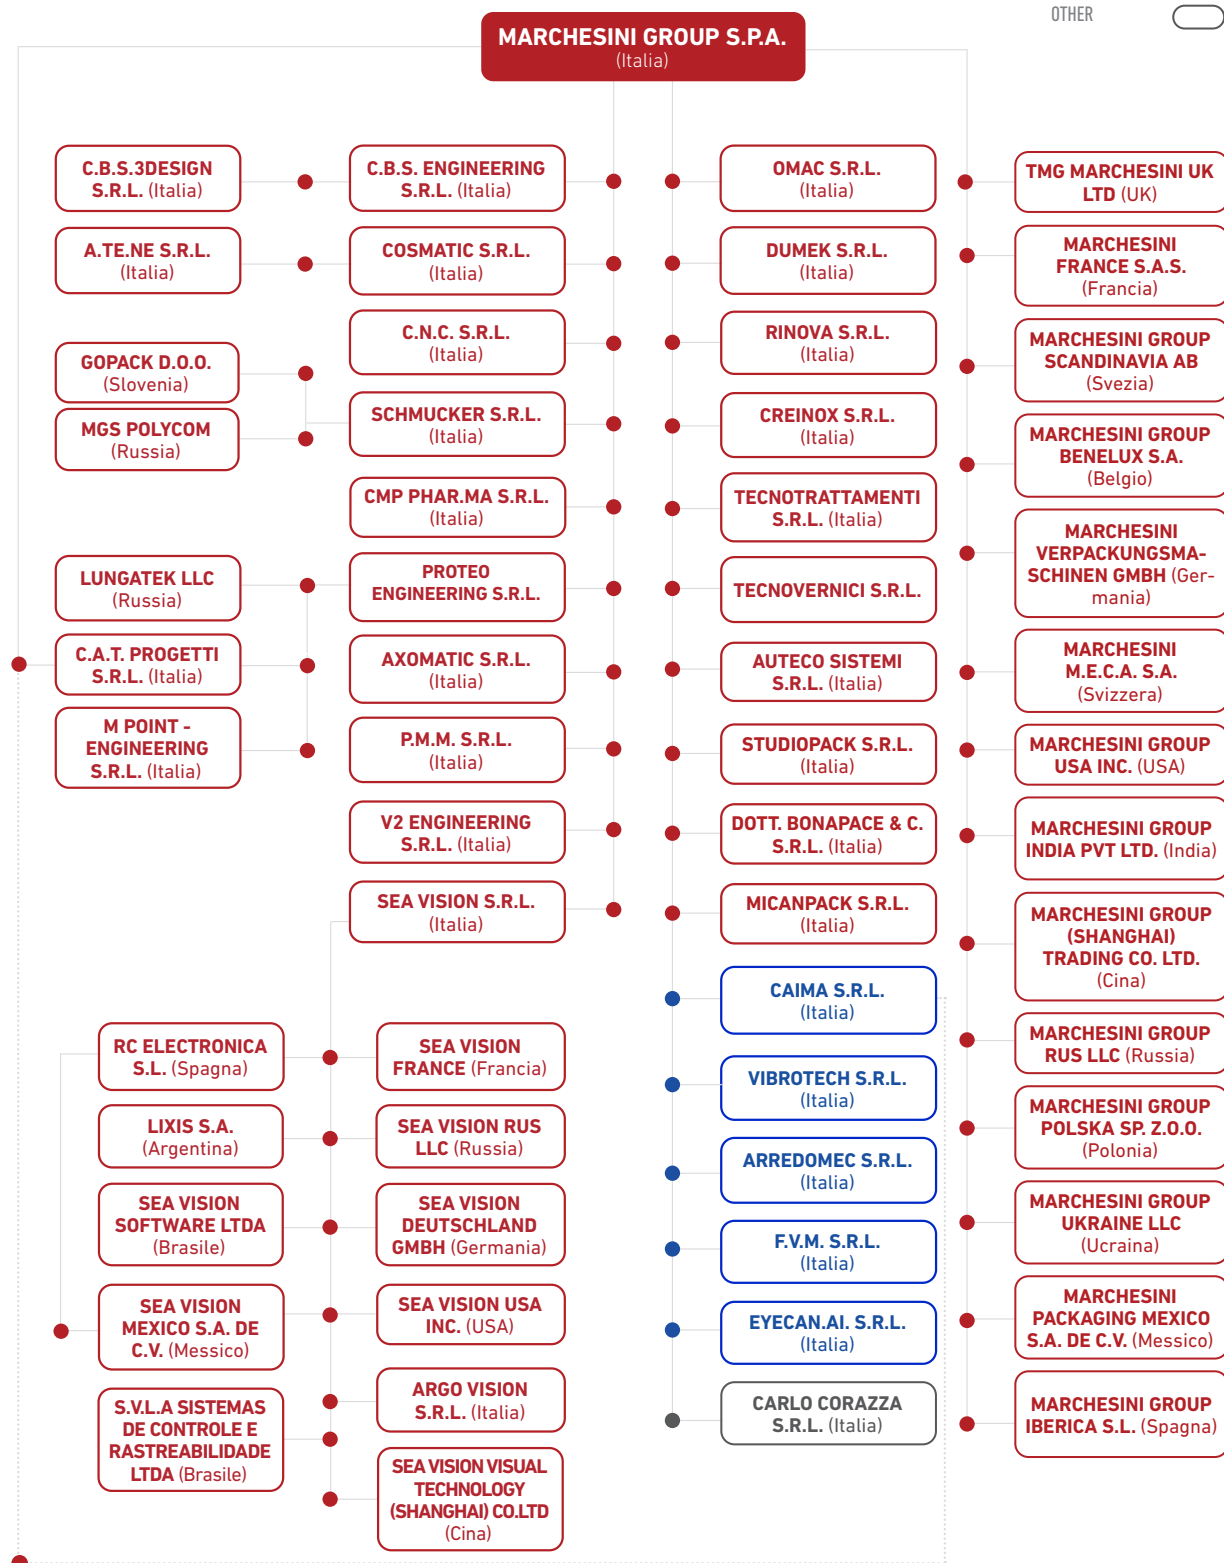 OTHER
MARCHESINI GROUP S.P.A.
(Italia)
C.B.S.3DESIGN
S.R.L. (Italia)
A.TE.NE S.R.L.
(Italia)
GOPACK D.O.O.
(Slovenia)
MGS POLYCOM
(Russia)
LUNGATEK LLC
(Russia)
C.A.T. PROGETTI
S.R.L. (Italia)
M POINT -
ENGINEERING
S.R.L. (Italia)
C.B.S. ENGINEERING
S.R.L. (Italia)
COSMATIC S.R.L.
(Italia)
C.N.C. S.R.L.
(Italia)
SCHMUCKER S.R.L.
(Italia)
CMP PHAR.MA S.R.L.
(Italia)
PROTEO
ENGINEERING S.R.L.
AXOMATIC S.R.L.
(Italia)
P.M.M. S.R.L.
(Italia)
V2 ENGINEERING
S.R.L. (Italia)
SEA VISION S.R.L.
(Italia)
RC ELECTRONICA
S.L. (Spagna)
LIXIS S.A.
(Argentina)
SEA VISION
SOFTWARE LTDA
(Brasile)
SEA VISION
MEXICO S.A. DE
C.V. (Messico)
S.V.L.A SISTEMAS
DE CONTROLE E
RASTREABILIDADE
LTDA (Brasile)
SEA VISION
FRANCE (Francia)
SEA VISION RUS
LLC (Russia)
SEA VISION
DEUTSCHLAND
GMBH (Germania)
SEA VISION USA
INC. (USA)
ARGO VISION
S.R.L. (Italia)
SEA VISION VISUAL
TECHNOLOGY
(SHANGHAI) CO.LTD
(Cina)
OMAC S.R.L.
(Italia)
DUMEK S.R.L.
(Italia)
RINOVA S.R.L.
(Italia)
CREINOX S.R.L.
(Italia)
TECNOTRATTAMENTI
S.R.L. (Italia)
TECNOVERNICI S.R.L.
AUTECO SISTEMI
S.R.L. (Italia)
STUDIOPACK S.R.L.
(Italia)
DOTT. BONAPACE & C.
S.R.L. (Italia)
MICANPACK S.R.L.
(Italia)
CAIMA S.R.L.
(Italia)
VIBROTECH S.R.L.
(Italia)
ARREDOMEC S.R.L.
(Italia)
F.V.M. S.R.L.
(Italia)
EYECAN.AI. S.R.L.
(Italia)
CARLO CORAZZA
S.R.L. (Italia)
TMG MARCHESINI UK
LTD (UK)
MARCHESINI
FRANCE S.A.S.
(Francia)
MARCHESINI GROUP
SCANDINAVIA AB
(Svezia)
MARCHESINI GROUP
BENELUX S.A.
(Belgio)
MARCHESINI
VERPACKUNGSMA-
SCHINEN GMBH (Ger-
mania)
MARCHESINI
M.E.C.A. S.A.
(Svizzera)
MARCHESINI GROUP
USA INC. (USA)
MARCHESINI GROUP
INDIA PVT LTD. (India)
MARCHESINI GROUP
(SHANGHAI)
TRADING CO. LTD.
(Cina)
MARCHESINI GROUP
RUS LLC (Russia)
MARCHESINI GROUP
POLSKA SP. Z.O.O.
(Polonia)
MARCHESINI GROUP
UKRAINE LLC
(Ucraina)
MARCHESINI
PACKAGING MEXICO
S.A. DE C.V. (Messico)
MARCHESINI GROUP
IBERICA S.L. (Spagna)